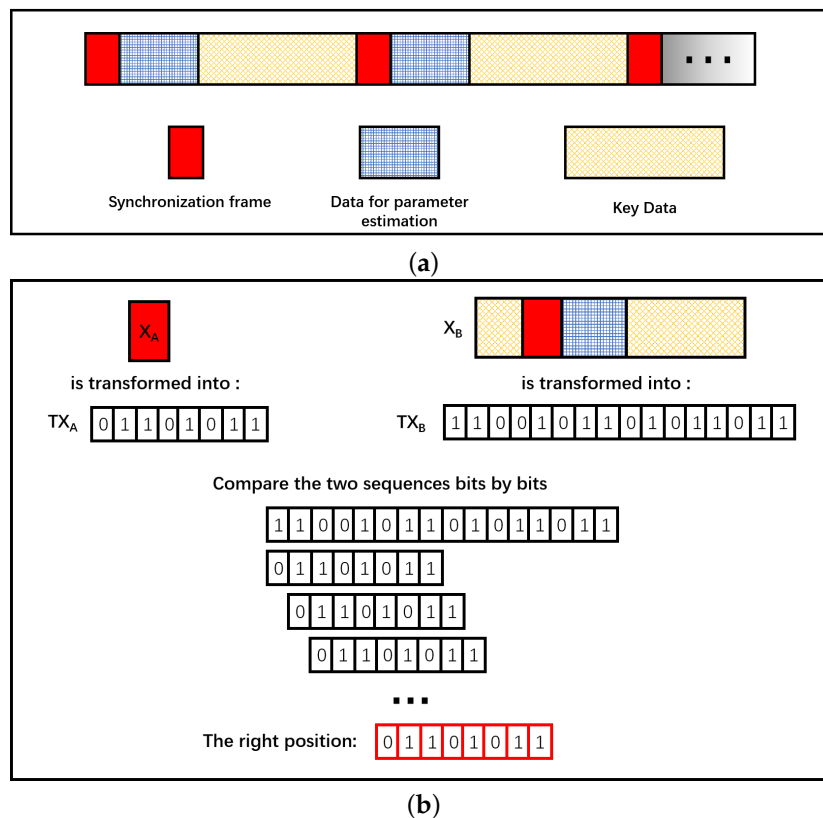 (a)
...
Synchronization frame
Data for parameter
estimation
Key Data
(a)
X_A
X_B
is transformed into :
is transformed into :
TX_A 0 1 1 0 1 0 1 1
TX_B 1 1 0 0 1 0 1 1 0 1 0 1 1 0 1 1
Compare the two sequences bits by bits
1 1 0 0 1 0 1 1 0 1 0 1 1 0 1 1
0 1 1 0 1 0 1 1
0 1 1 0 1 0 1 1
0 1 1 0 1 0 1 1
...
The right position: 0 1 1 0 1 0 1 1
(b)